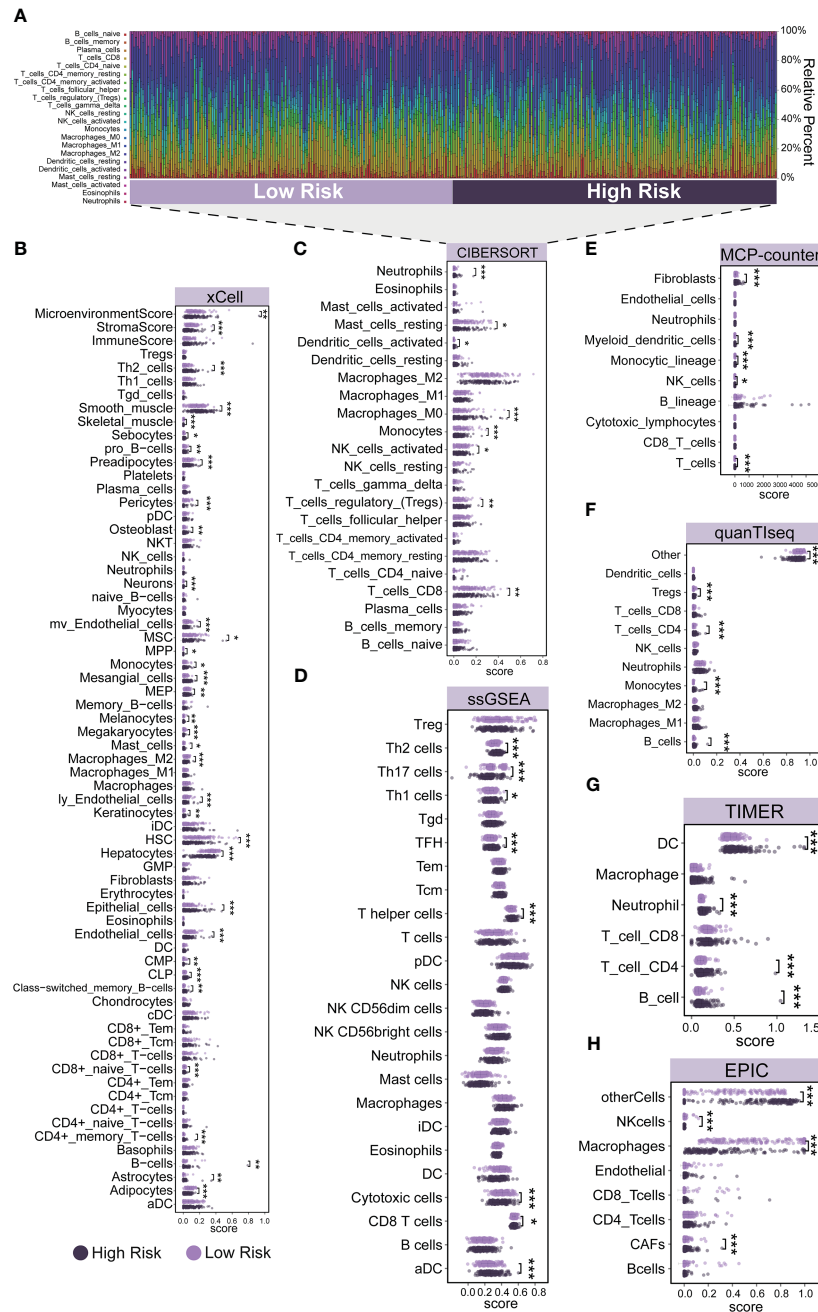 A
B_cells_naive
B_cells_memory
Plasma_cells
T_cells_CD8
T_cells_CD4_naive
T_cells_CD4_memory_resting
T_cells_CD4_memory_activated
T_cells_follicular_helper
T_cells_regulatory_(Tregs)
T_cells_gamma_delta
NK_cells_resting
NK_cells_activated
Monocytes
Macrophages_M0
Macrophages_M1
Macrophages_M2
Dendritic_cells_resting
Dendritic_cells_activated
Mast_cells_resting
Mast_cells_activated
Eosinophils
Neutrophils
100%
80%
60%
40%
20%
0%
Relative Percent
Low Risk High Risk
B
xCell
MicroenvironmentScore **
StromaScore ***
ImmuneScore
Tregs
Th2_cells ***
Th1_cells
Tgd_cells
Smooth_muscle ***
Skeletal_muscle ***
Sebocytes *
pro_B−cells **
Preadipocytes ***
Platelets
Plasma_cells
Pericytes ***
pDC
Osteoblast **
NKT
NK_cells
Neutrophils
Neurons ***
naive_B−cells
Myocytes
mv_Endothelial_cells ***
MSC *
MPP *
Monocytes *
Mesangial_cells ***
MEP **
Memory_B−cells
Melanocytes **
Megakaryocytes ***
Mast_cells *
Macrophages_M2 ***
Macrophages_M1
Macrophages
ly_Endothelial_cells ***
Keratinocytes **
iDC
HSC ***
Hepatocytes ***
GMP
Fibroblasts
Erythrocytes
Epithelial_cells ***
Eosinophils
Endothelial_cells ***
DC
CMP **
CLP ***
Class−switched_memory_B−cells **
Chondrocytes
cDC
CD8+_Tem
CD8+_Tcm
CD8+_T−cells
CD8+_naive_T−cells ***
CD4+_Tem
CD4+_Tcm
CD4+_T−cells
CD4+_naive_T−cells
CD4+_memory_T−cells ***
Basophils
B−cells **
Astrocytes **
Adipocytes ***
aDC
0.0 0.2 0.4 0.6 0.8 1.0
score
High Risk Low Risk
C
CIBERSORT
Neutrophils ***
Eosinophils
Mast_cells_activated
Mast_cells_resting *
Dendritic_cells_activated *
Dendritic_cells_resting
Macrophages_M2
Macrophages_M1
Macrophages_M0 ***
Monocytes ***
NK_cells_activated *
NK_cells_resting
T_cells_gamma_delta
T_cells_regulatory_(Tregs) **
T_cells_follicular_helper
T_cells_CD4_memory_activated
T_cells_CD4_memory_resting
T_cells_CD4_naive
T_cells_CD8 **
Plasma_cells
B_cells_memory
B_cells_naive
0.0 0.2 0.4 0.6 0.8
D
ssGSEA
Treg
Th2 cells ***
Th17 cells ***
Th1 cells *
Tgd
TFH ***
Tem
Tcm
T helper cells ***
T cells
pDC
NK cells
NK CD56dim cells
NK CD56bright cells
Neutrophils
Mast cells
Macrophages
iDC
Eosinophils
DC
Cytotoxic cells ***
CD8 T cells *
B cells
aDC ***
0.0 0.2 0.4 0.6 0.8
score
E
MCP-counter
Fibroblasts ***
Endothelial_cells
Neutrophils
Myeloid_dendritic_cells ***
Monocytic_lineage ***
NK_cells *
B_lineage
Cytotoxic_lymphocytes
CD8_T_cells
T_cells ***
0 1000 2000 3000 4000
score
F
quanTIseq
Other ***
Dendritic_cells
Tregs ***
T_cells_CD8
T_cells_CD4 ***
NK_cells
Neutrophils
Monocytes ***
Macrophages_M2
Macrophages_M1
B_cells ***
0.0 0.5 1.0
score
G
TIMER
DC ***
Macrophage
Neutrophil ***
T_cell_CD8
T_cell_CD4 ***
B_cell ***
0.0 0.5 1.0 1.5
score
H
EPIC
otherCells ***
NKcells ***
Macrophages ***
Endothelial
CD8_Tcells
CD4_Tcells
CAFs ***
Bcells
0.0 0.2 0.4 0.6 0.8 1.0
score